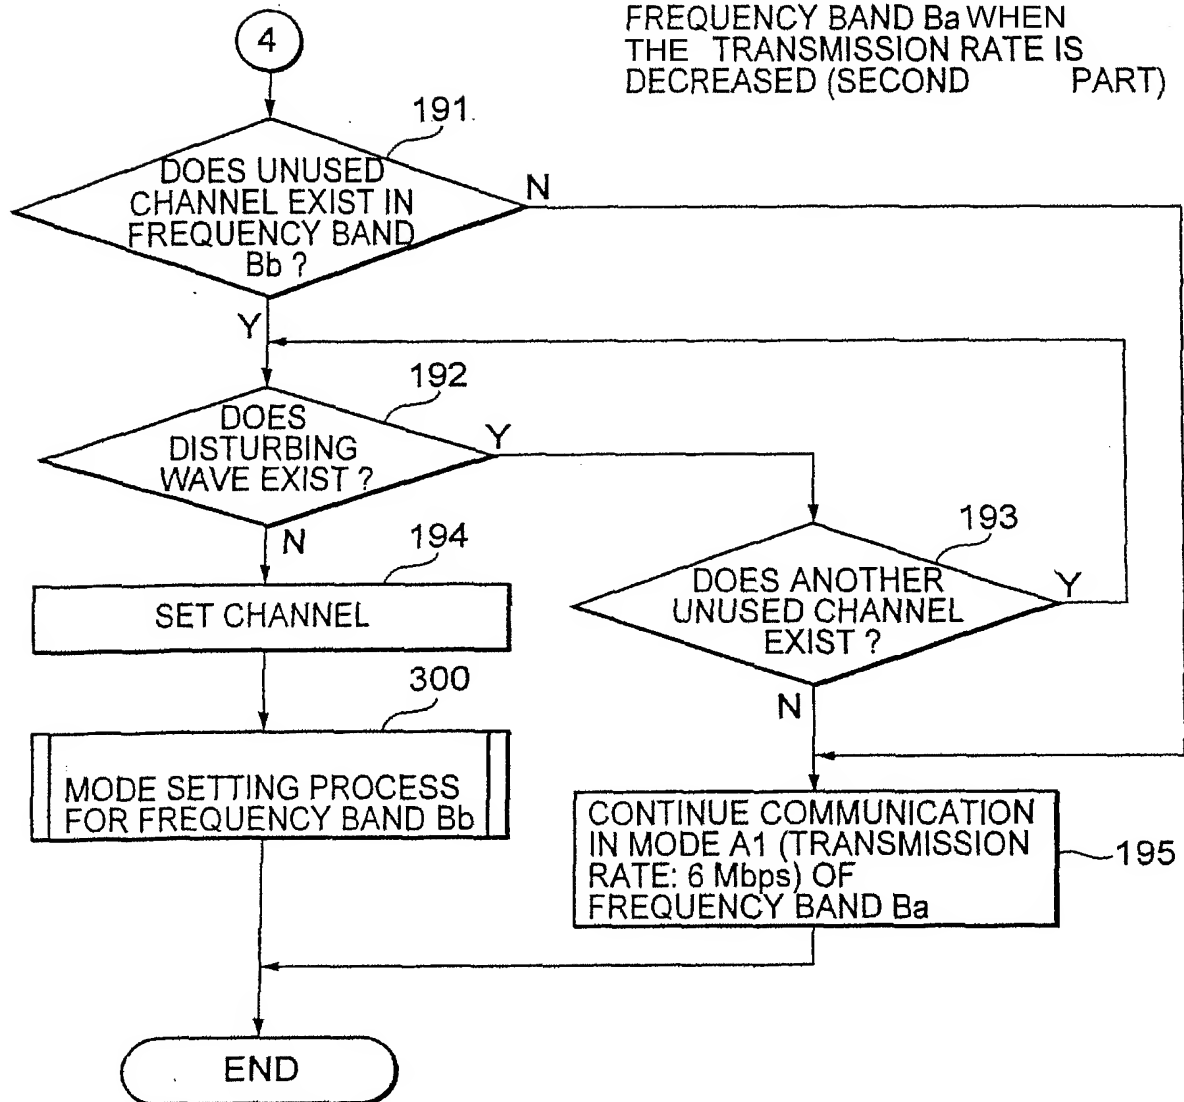 FREQUENCY BAND Ba WHEN
THE TRANSMISSION RATE IS
DECREASED (SECOND PART)
4
191
DOES UNUSED
CHANNEL EXIST IN
FREQUENCY BAND
Bb ?
N
Y
192
DOES
DISTURBING
WAVE EXIST ?
Y
N
193
DOES ANOTHER
UNUSED CHANNEL
EXIST ?
Y
N
194
SET CHANNEL
300
MODE SETTING PROCESS
FOR FREQUENCY BAND Bb
CONTINUE COMMUNICATION
IN MODE A1 (TRANSMISSION
RATE: 6 Mbps) OF
FREQUENCY BAND Ba
195
END